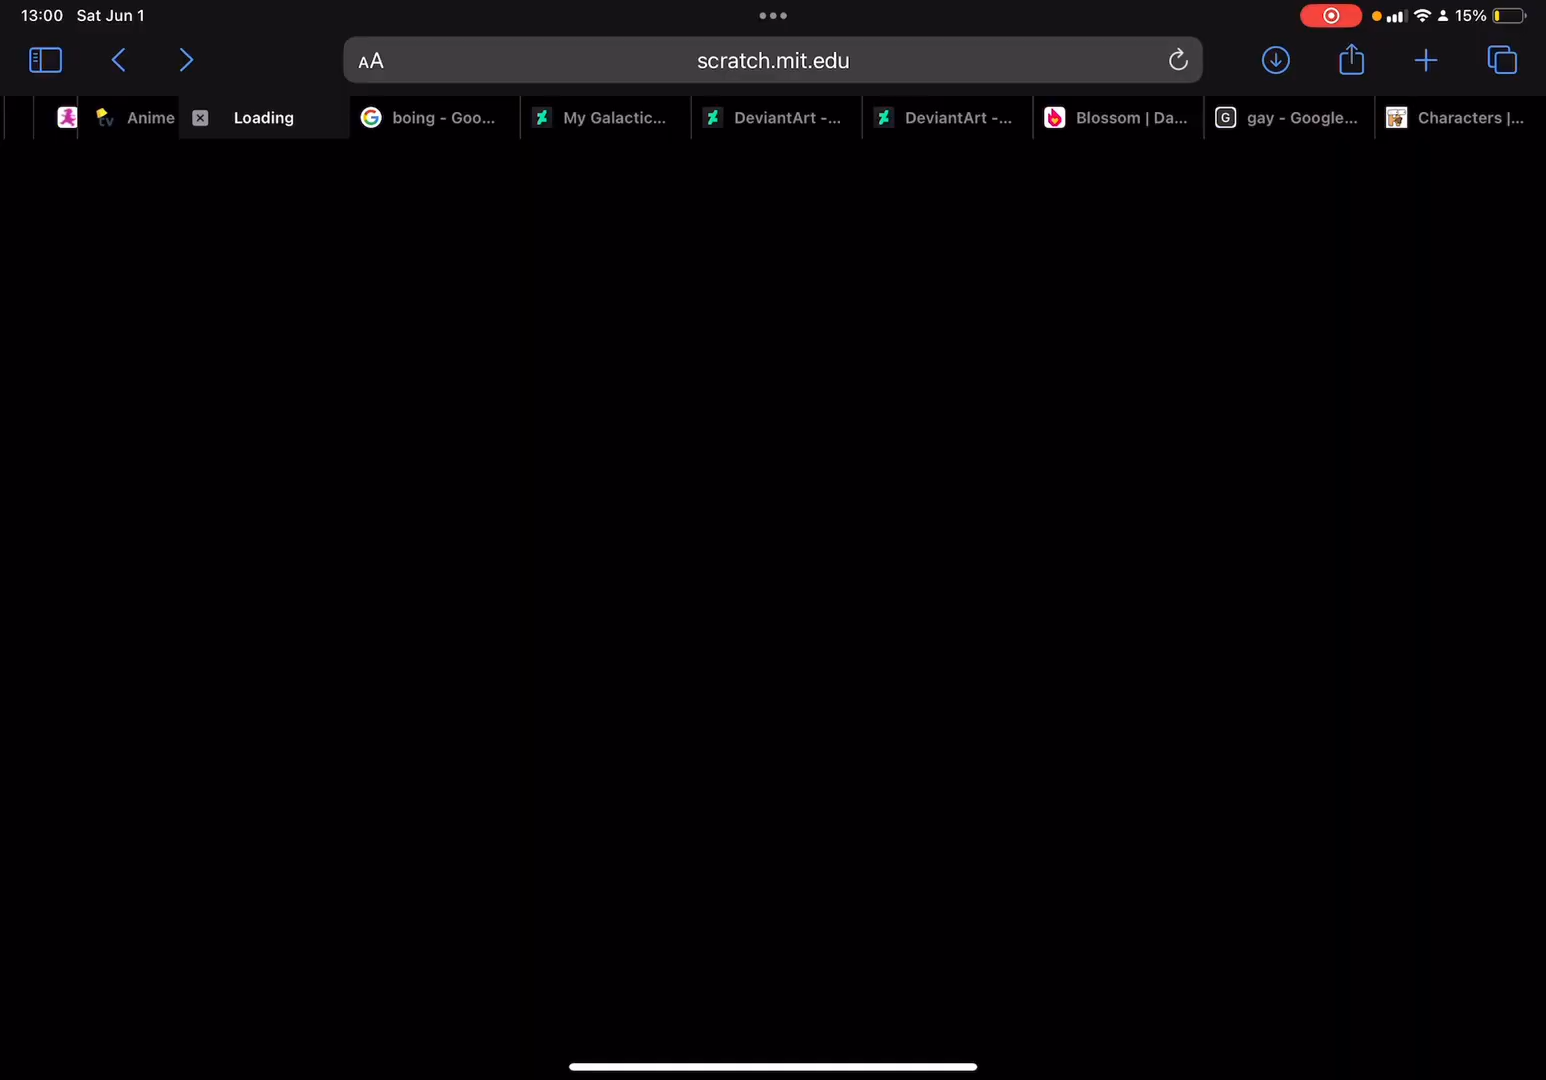 13:00 Sat Jun 1
15%
AA scratch.mit.edu
Anime Loading boing - Goo... My Galactic... DeviantArt -... DeviantArt -... Blossom | Da... G gay - Google... Characters |...